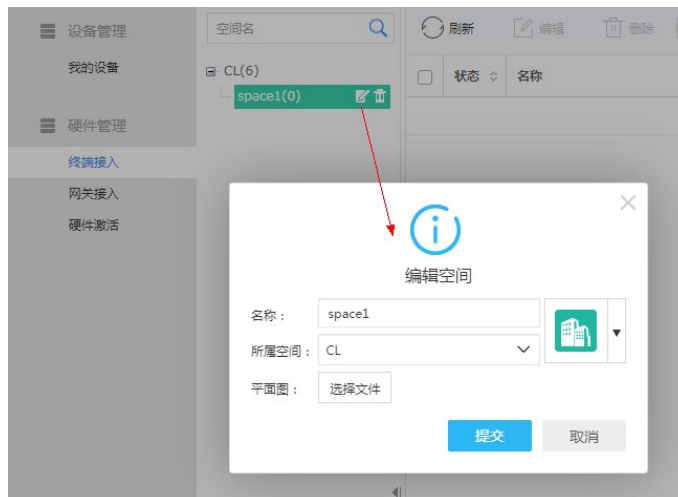 设备管理
我的设备
硬件管理
终端接入
网关接入
硬件激活
空间名
CL(6)
space1(0)
刷新 编辑 删除
状态 名称
编辑空间
名称： space1
所属空间： CL
平面图： 选择文件
提交 取消